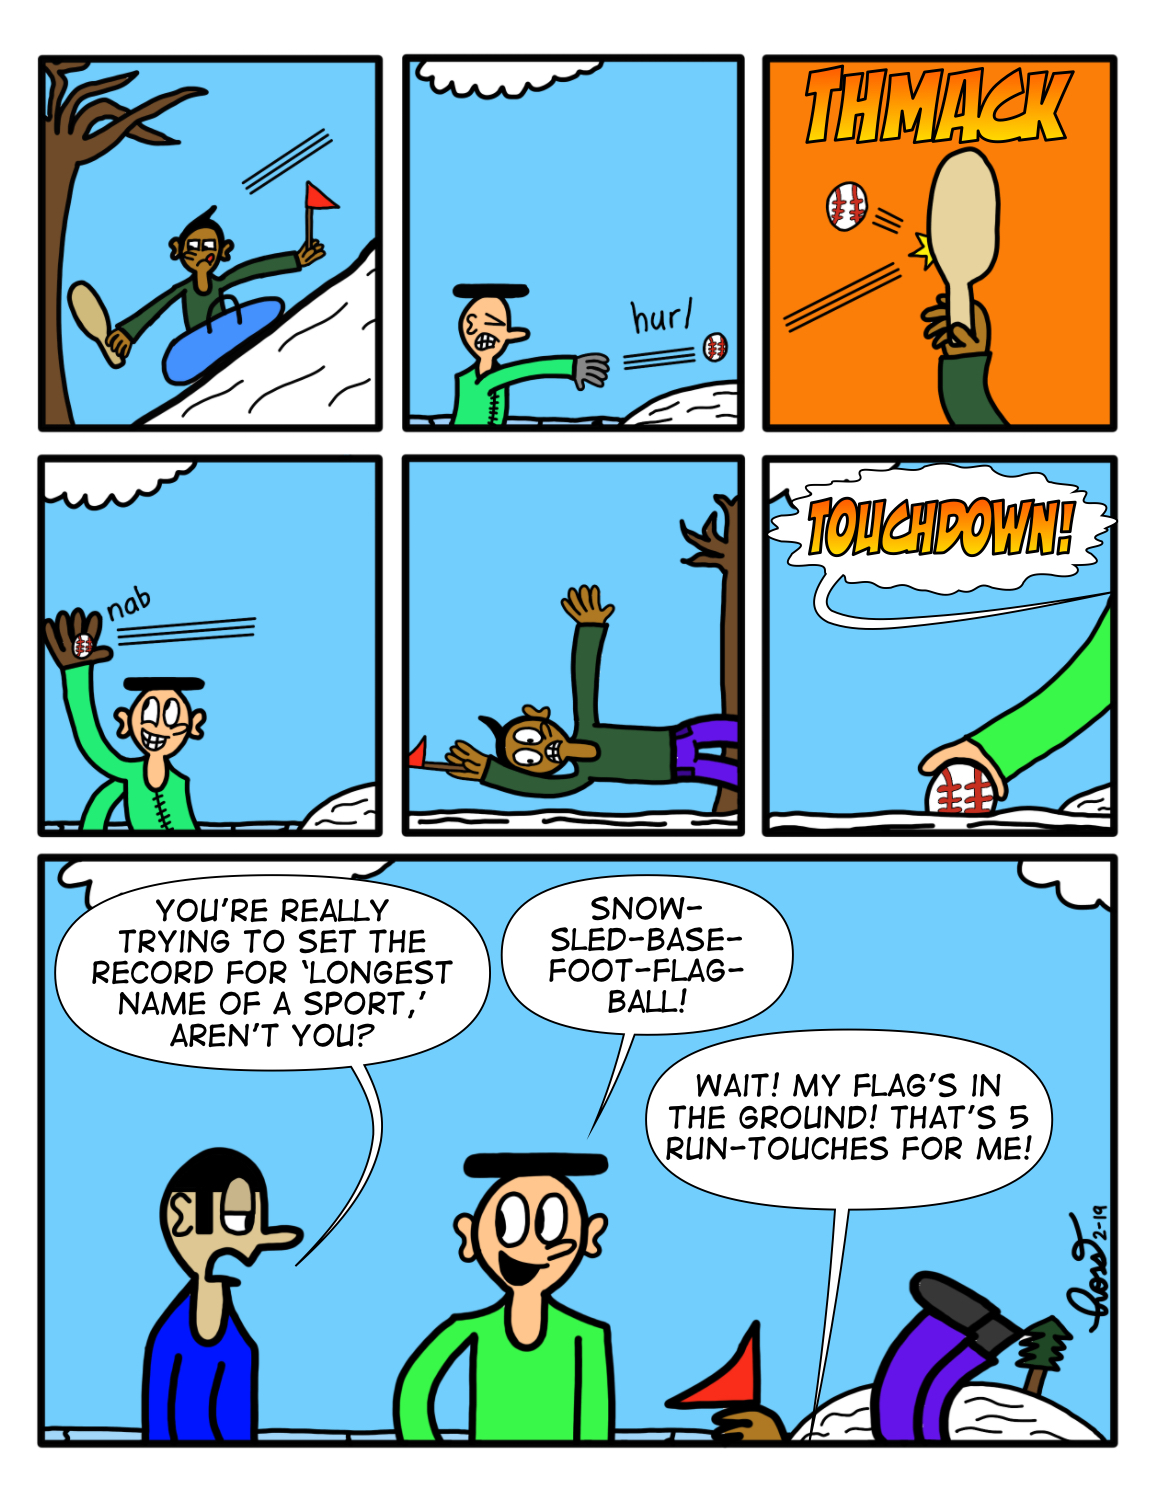 THMACK
hurl
nab
TOUCHDOWN!
YOU'RE REALLY
TRYING TO SET THE
RECORD FOR 'LONGEST
NAME OF A SPORT,'
AREN'T YOU?
SNOW-
SLED-BASE-
FOOT-FLAG-
BALL!
WAIT! MY FLAG'S IN
THE GROUND! THAT'S 5
RUN-TOUCHES FOR ME!
2-19